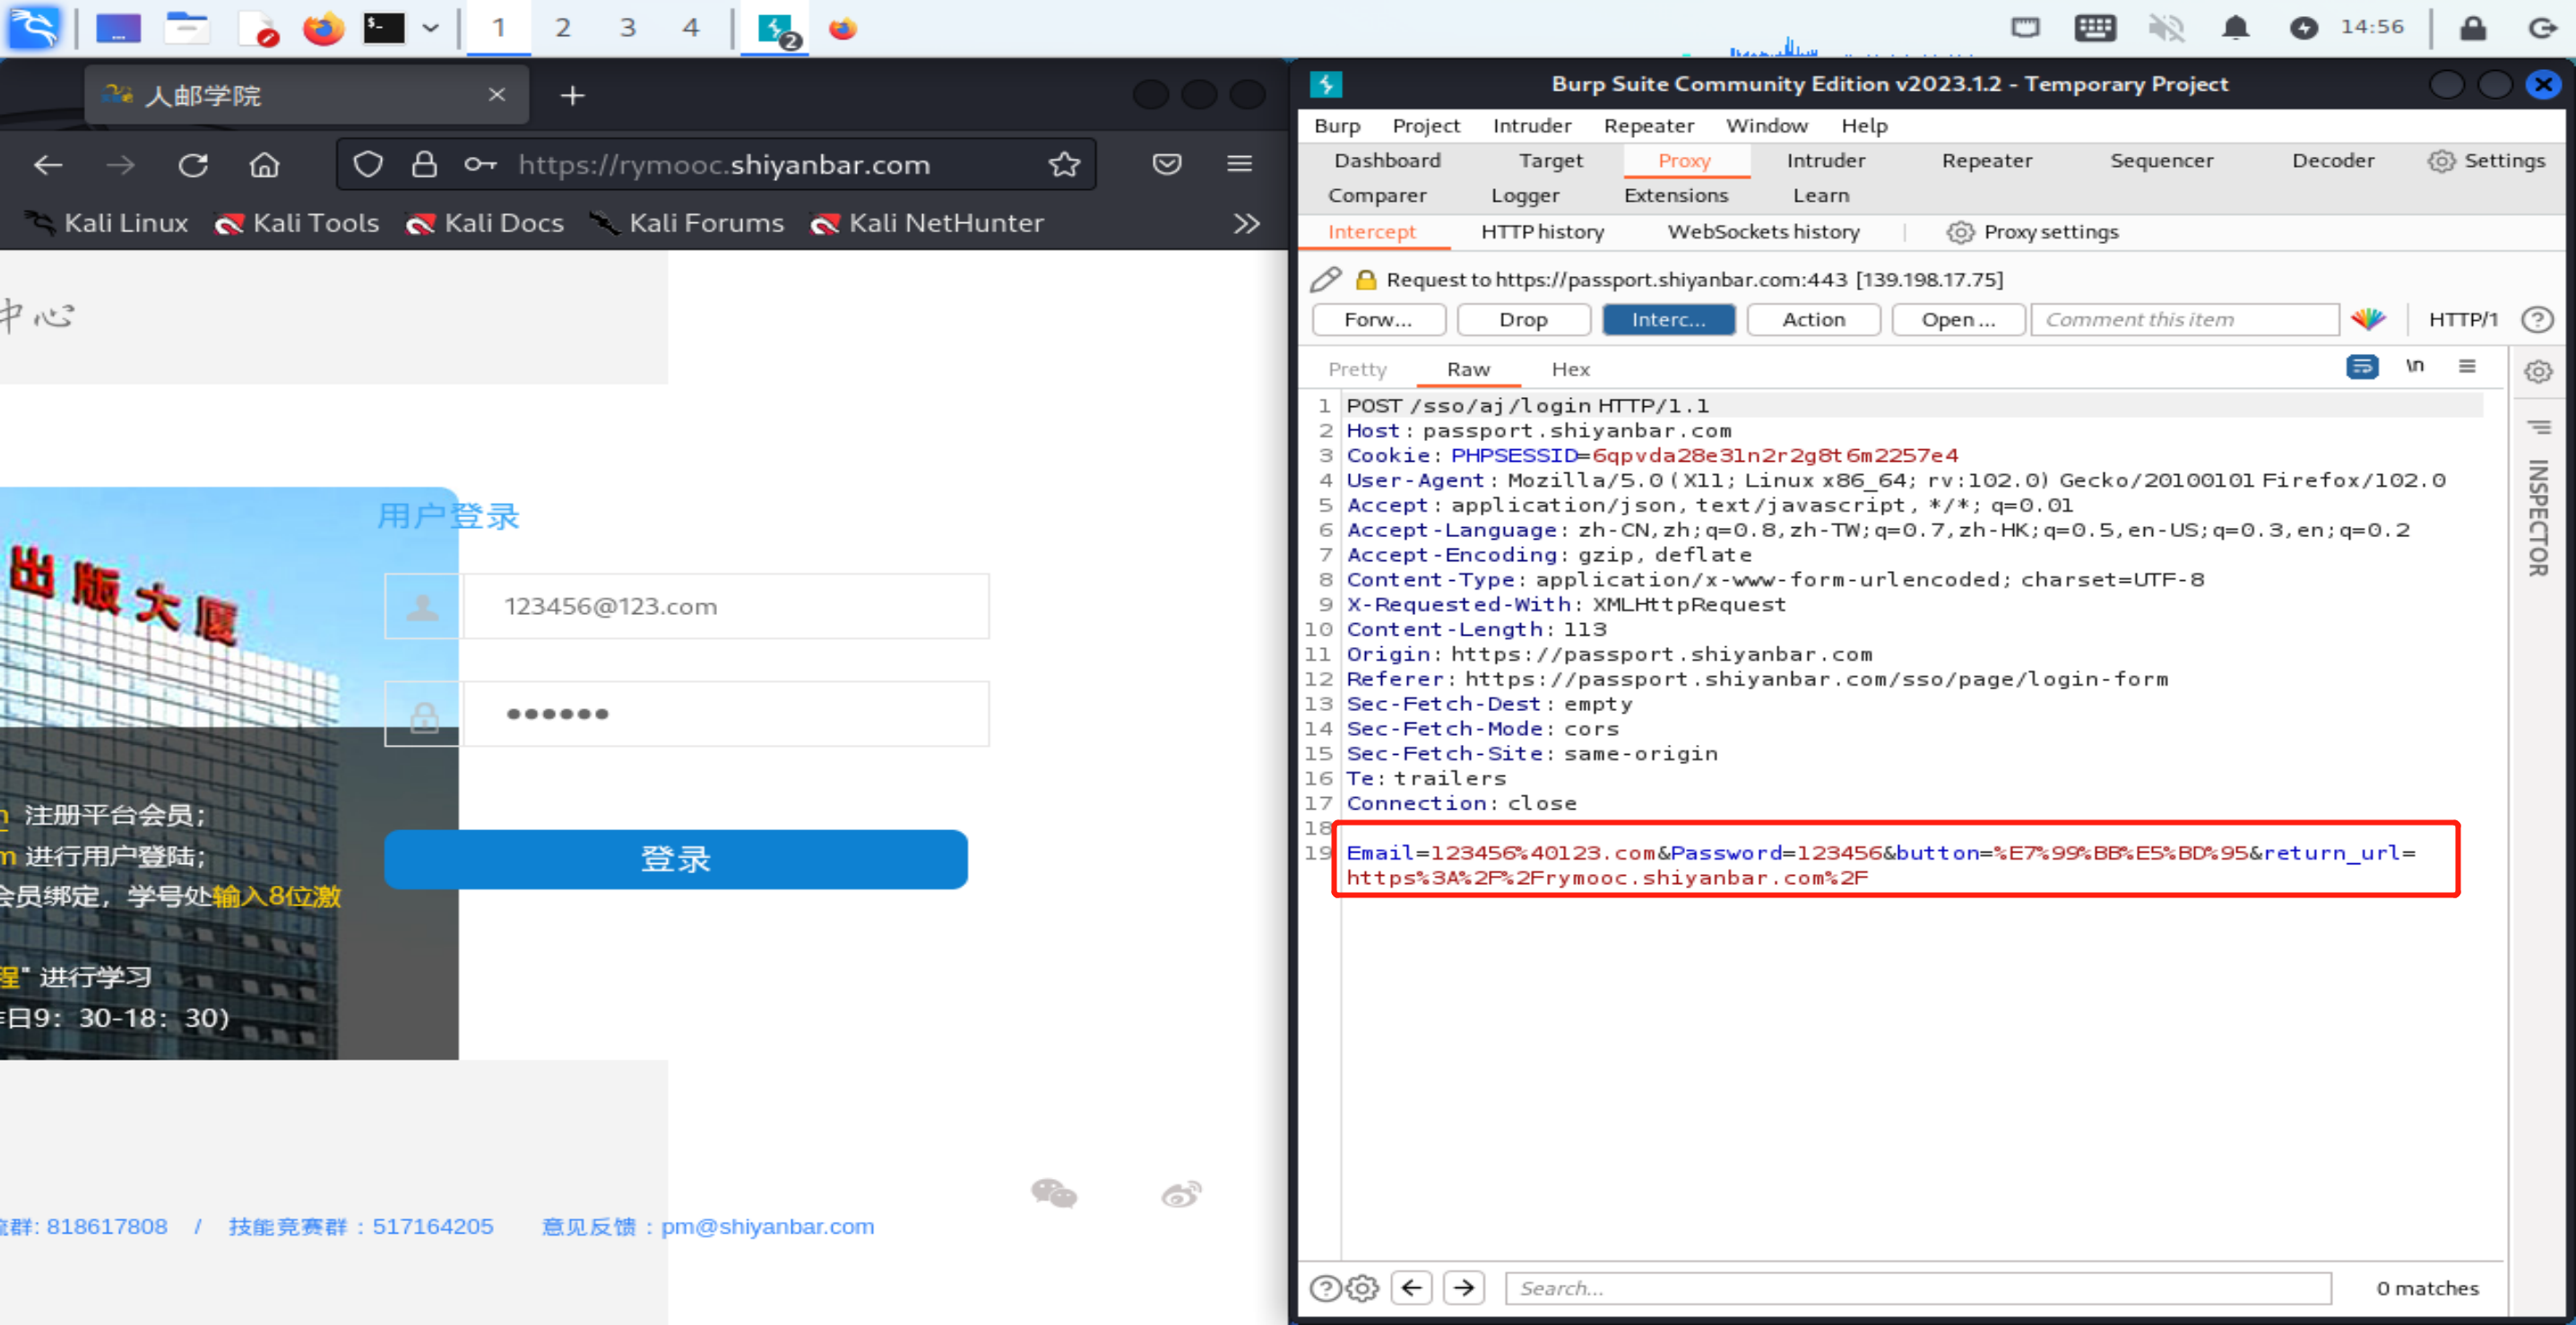 1 2 3 4 2 14:56
人邮学院
https://rymooc.shiyanbar.com
Kali Linux Kali Tools Kali Docs Kali Forums Kali NetHunter
中心
用户登录
出版大厦
123456@123.com
注册平台会员;
m 进行用户登陆;
会员绑定，学号处输入8位激
登录
程" 进行学习
日9：30-18：30)
群: 818617808 / 技能竞赛群：517164205 意见反馈：pm@shiyanbar.com
Burp Suite Community Edition v2023.1.2 - Temporary Project
Burp Project Intruder Repeater Window Help
Dashboard Target Proxy Intruder Repeater Sequencer Decoder Settings
Comparer Logger Extensions Learn
Intercept HTTP history WebSockets history Proxy settings
Request to https://passport.shiyanbar.com:443 [139.198.17.75]
Forw... Drop Interc... Action Open ... Comment this item HTTP/1 ?
Pretty Raw Hex \n
1 POST /sso/aj/login HTTP/1.1
2 Host: passport.shiyanbar.com
3 Cookie: PHPSESSID=6qpvda28e3ln2r2g8t6m2257e4
4 User-Agent: Mozilla/5.0 (X11; Linux x86_64; rv:102.0) Gecko/20100101 Firefox/102.0
5 Accept: application/json, text/javascript, */*; q=0.01
6 Accept-Language: zh-CN,zh;q=0.8,zh-TW;q=0.7,zh-HK;q=0.5,en-US;q=0.3,en;q=0.2
7 Accept-Encoding: gzip, deflate
8 Content-Type: application/x-www-form-urlencoded; charset=UTF-8
9 X-Requested-With: XMLHttpRequest
10 Content-Length: 113
11 Origin: https://passport.shiyanbar.com
12 Referer: https://passport.shiyanbar.com/sso/page/login-form
13 Sec-Fetch-Dest: empty
14 Sec-Fetch-Mode: cors
15 Sec-Fetch-Site: same-origin
16 Te: trailers
17 Connection: close
18
19 Email=123456%40123.com&Password=123456&button=%E7%99%BB%E5%BD%95&return_url=
https%3A%2F%2Frymooc.shiyanbar.com%2F
INSPECTOR
Search... 0 matches